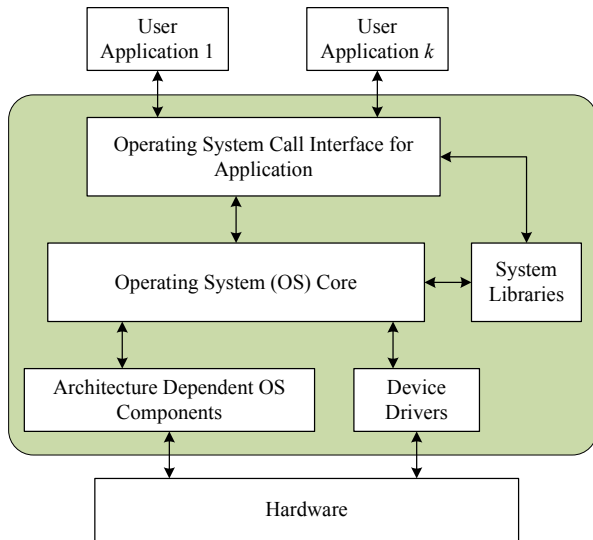 User
Application 1
User
Application k
Operating System Call Interface for
Application
Operating System (OS) Core
System
Libraries
Architecture Dependent OS
Components
Device
Drivers
Hardware